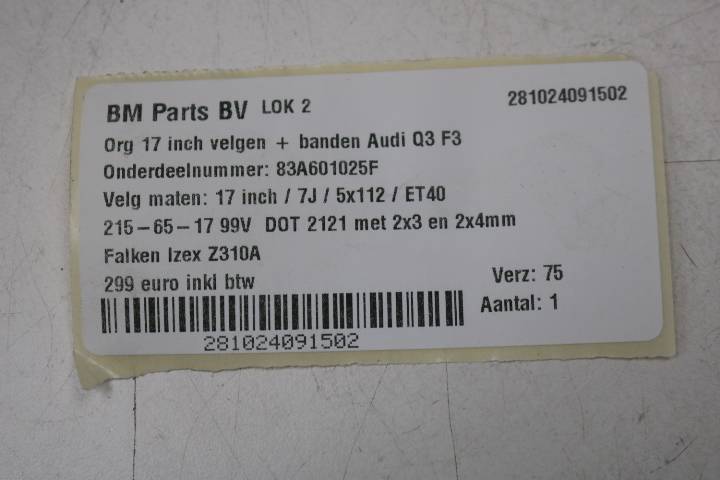 BM Parts BV LOK 2 281024091502
Org 17 inch velgen + banden Audi Q3 F3
Onderdeelnummer: 83A601025F
Velg maten: 17 inch / 7J / 5x112 / ET40
215-65-17 99V DOT 2121 met 2x3 en 2x4mm
Falken Izex Z310A
299 euro inkl btw Verz: 75
Aantal: 1
281024091502